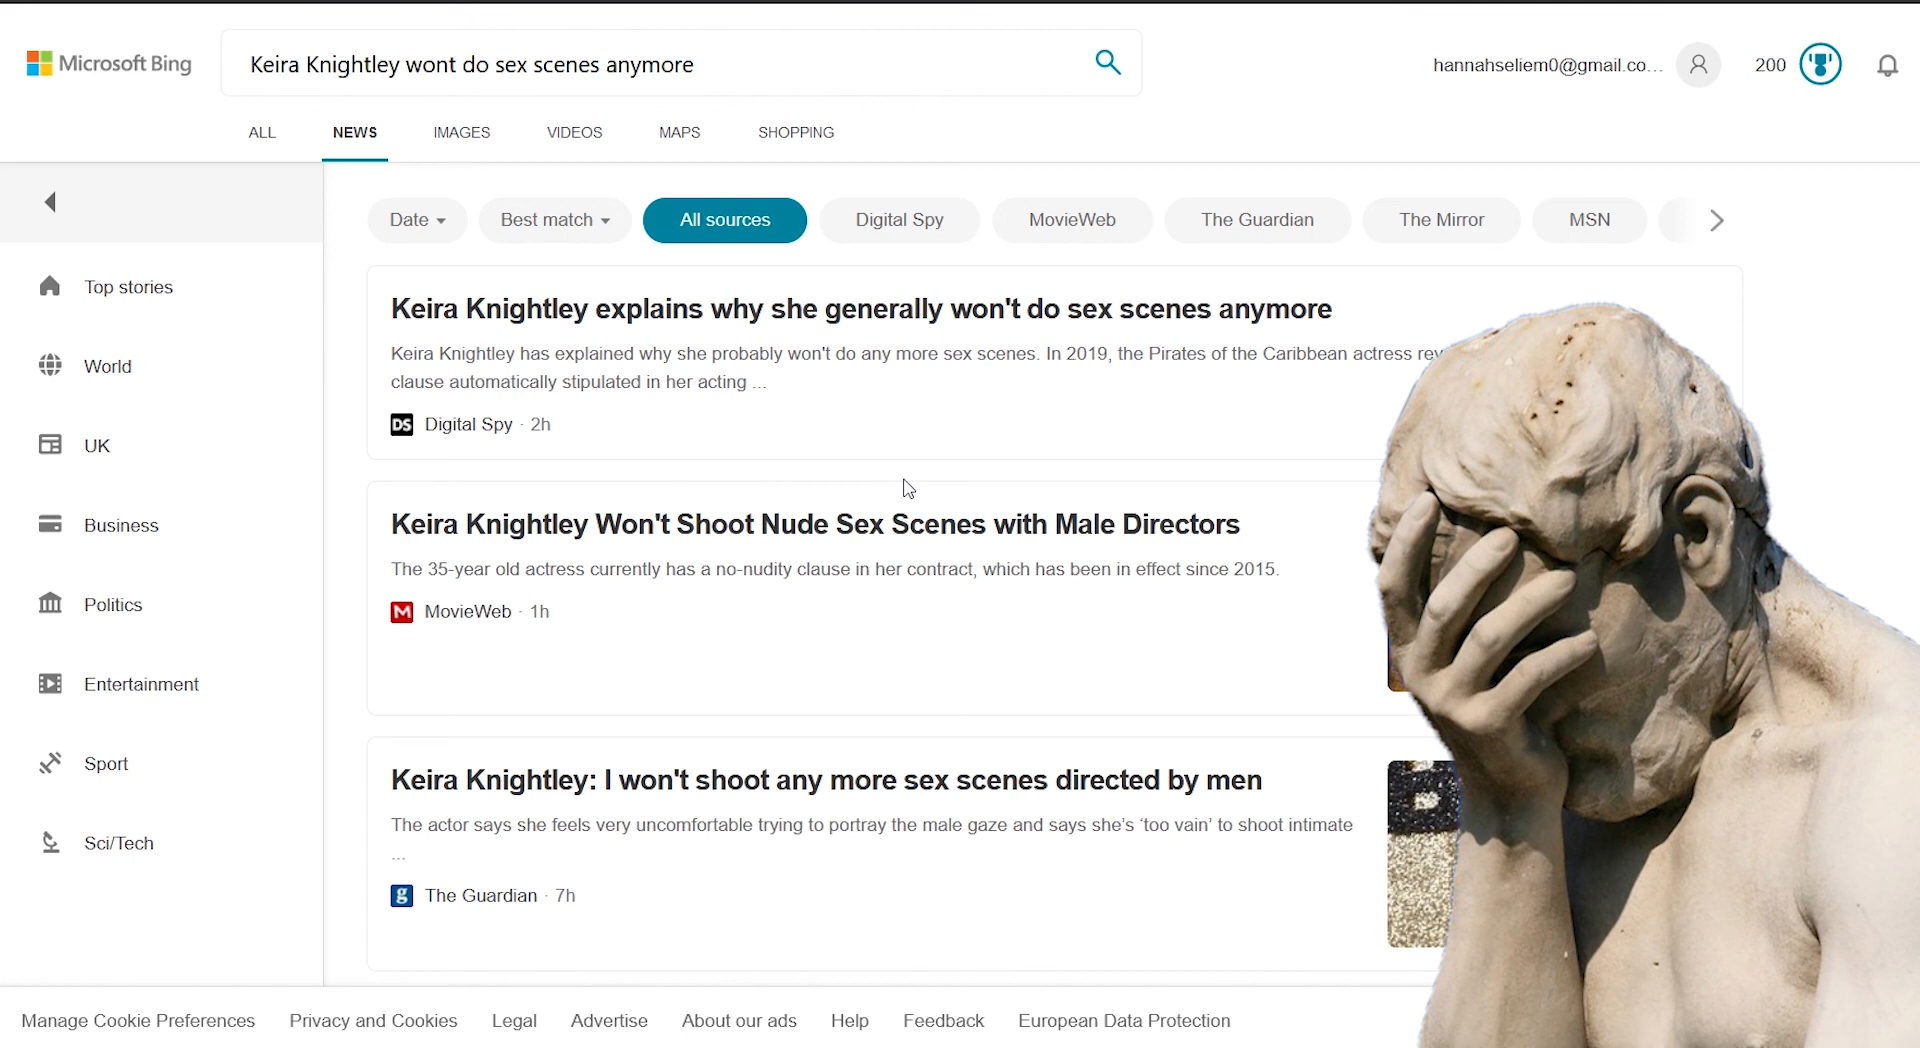 Microsoft Bing
Keira Knightley wont do sex scenes anymore
hannahseliem0@gmail.co...
200
ALL
NEWS
IMAGES
VIDEOS
MAPS
SHOPPING
Top stories
World
UK
Business
Politics
Entertainment
Sport
Sci/Tech
Date
Best match
All sources
Digital Spy
MovieWeb
The Guardian
The Mirror
MSN
Keira Knightley explains why she generally won't do sex scenes anymore
Keira Knightley has explained why she probably won't do any more sex scenes. In 2019, the Pirates of the Caribbean actress
clause automatically stipulated in her acting ...
DS Digital Spy · 2h
Keira Knightley Won't Shoot Nude Sex Scenes with Male Directors
The 35-year old actress currently has a no-nudity clause in her contract, which has been in effect since 2015.
M MovieWeb · 1h
Keira Knightley: I won't shoot any more sex scenes directed by men
The actor says she feels very uncomfortable trying to portray the male gaze and says she's ‘too vain’ to shoot intimate
...
g The Guardian · 7h
Manage Cookie Preferences
Privacy and Cookies
Legal
Advertise
About our ads
Help
Feedback
European Data Protection